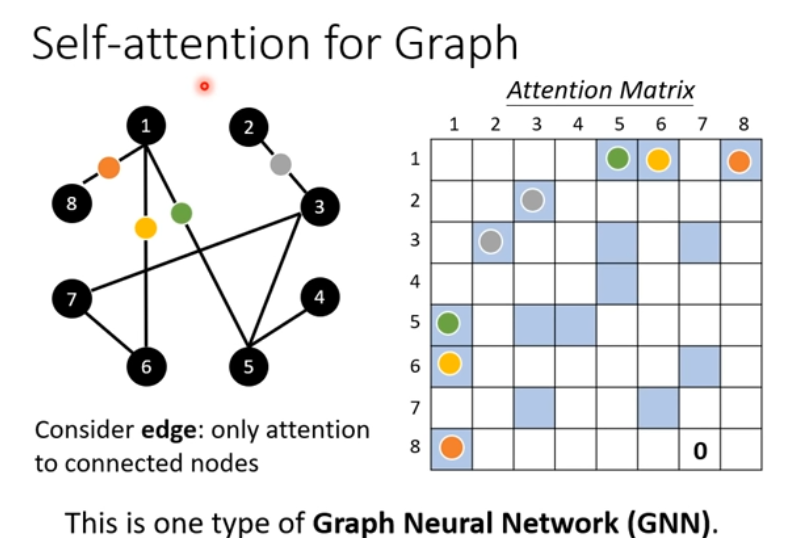 Self-attention for Graph
Attention Matrix
1 2 3 4 5 6 7 8
1
2
3
4
5
6
7
8 0
1
2
8
3
7
4
6
5
Consider edge: only attention
to connected nodes
This is one type of Graph Neural Network (GNN).